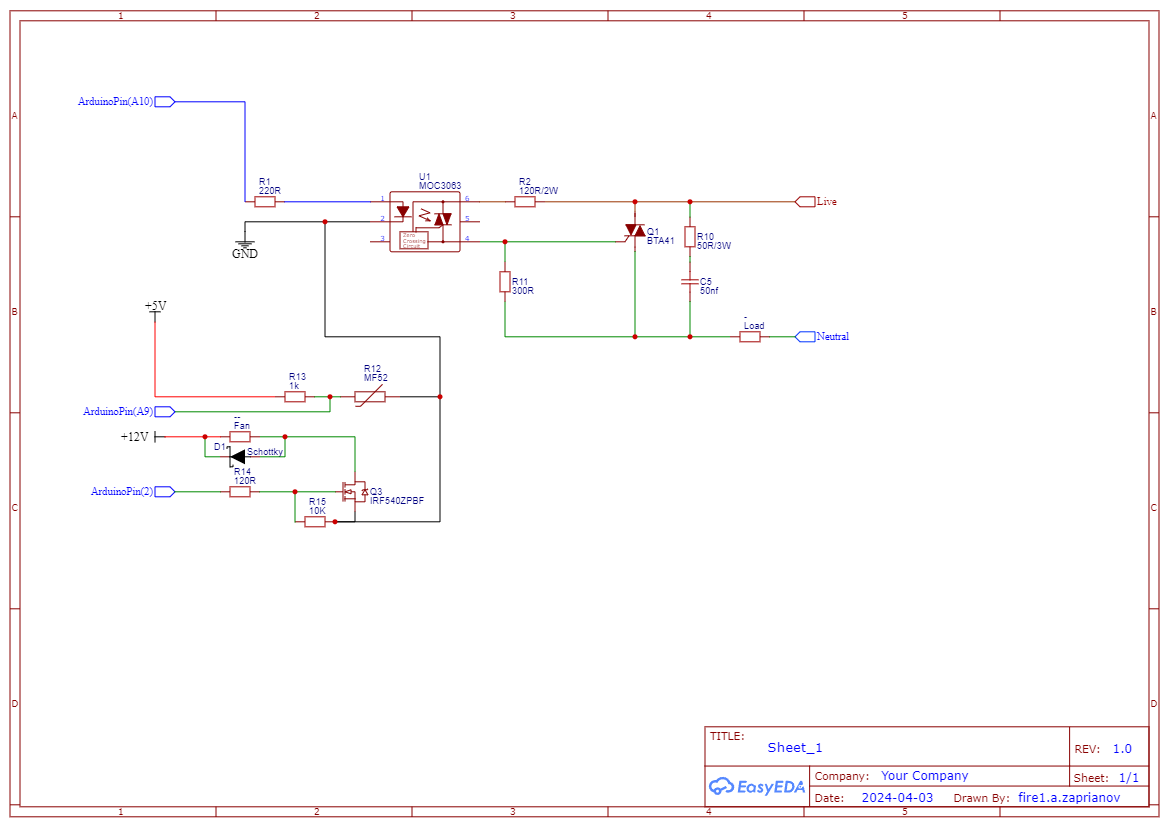 1 2 3 4 5
A A
B B
C C
D D
1 2 3 4 5
ArduinoPin(A10)
R1
220R
U1
MOC3063
1
2
3
6
5
4
Zero
Crossing
Circuit
R2
120R/2W
Live
GND
Q1
BTA41
R10
50R/3W
R11
300R
C5
50nf
-
Load
Neutral
+5V
R13
1k
R12
MF52
ArduinoPin(A9)
--
Fan
+12V
D1
Schottky
R14
120R
ArduinoPin(2)
R15
10K
Q3
IRF540ZPBF
TITLE:
Sheet_1
REV: 1.0
EasyEDA
Company: Your Company
Sheet: 1/1
Date: 2024-04-03 Drawn By: fire1.a.zaprianov